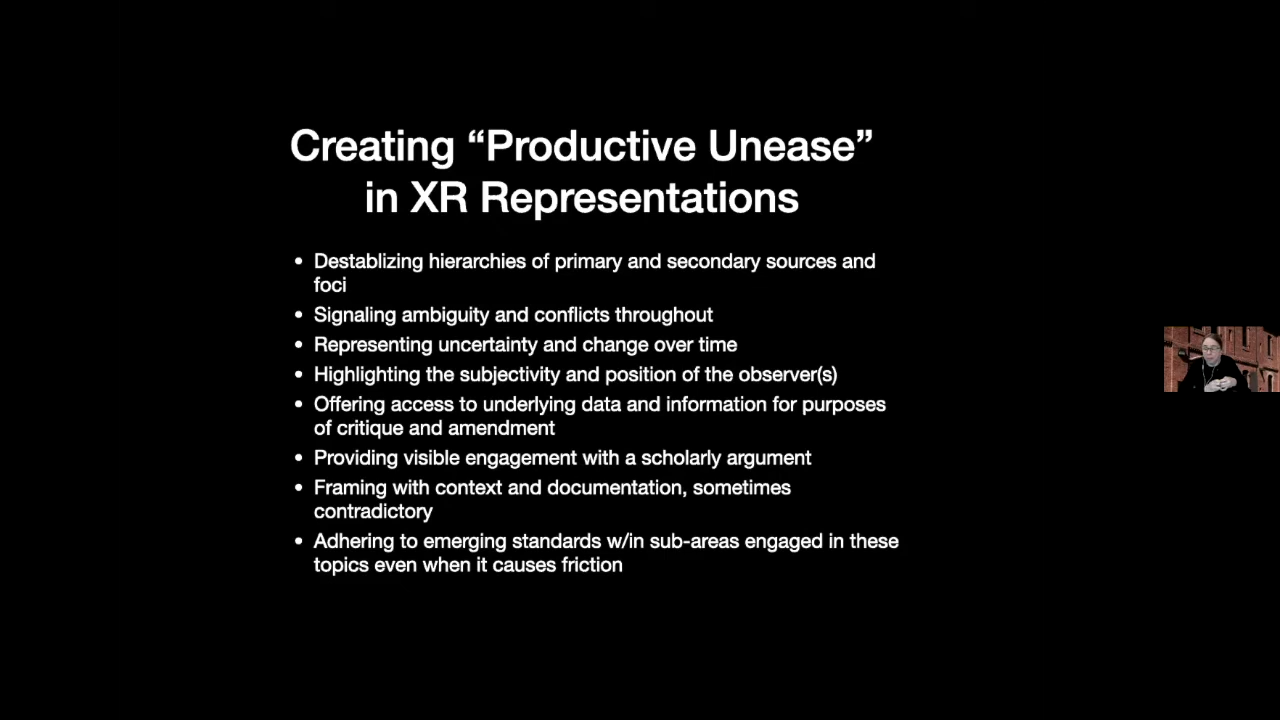 Creating “Productive Unease”
in XR Representations
• Destablizing hierarchies of primary and secondary sources and
foci
• Signaling ambiguity and conflicts throughout
• Representing uncertainty and change over time
• Highlighting the subjectivity and position of the observer(s)
• Offering access to underlying data and information for purposes
of critique and amendment
• Providing visible engagement with a scholarly argument
• Framing with context and documentation, sometimes
contradictory
• Adhering to emerging standards w/in sub-areas engaged in these
topics even when it causes friction